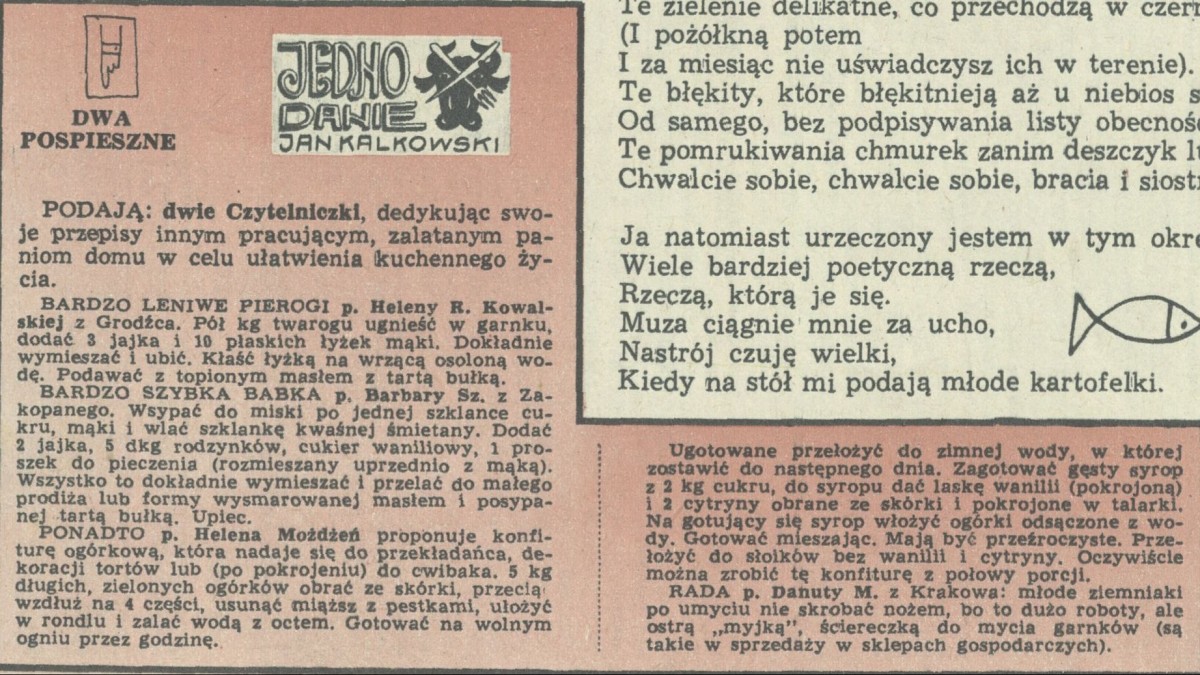 DWA
POSPIESZNE
JEDNO
DANIE
JAN KALKOWSKI
PODAJĄ: dwie Czytelniczki, dedykując swo-
je przepisy innym pracującym, zalatanym pa-
niom domu w celu ułatwienia kuchennego ży-
cia.
BARDZO LENIWE PIEROGI p. Heleny R. Kowal-
skiej z Grodźca. Pół kg twarogu ugnieść w garnku,
dodać 3 jajka i 10 płaskich łyżek mąki. Dokładnie
wymieszać i ubić. Kłaść łyżką na wrzącą osoloną wo-
dę. Podawać z topionym masłem z tartą bułką.
BARDZO SZYBKA BABKA p. Barbary Sz. z Za-
kopanego. Wsypać do miski po jednej szklance cu-
kru, mąki i wlać szklankę kwaśnej śmietany. Dodać
2 jajka, 5 dkg rodzynków, cukier waniliowy, 1 pro-
szek do pieczenia (rozmieszany uprzednio z mąką).
Wszystko to dokładnie wymieszać i przelać do małego
prodiża lub formy wysmarowanej masłem i posypa-
nej tartą bułką. Upiec.
PONADTO p. Helena Możdżeń proponuje konfi-
turę ogórkową, która nadaje się do przekładańca, de-
koracji tortów lub (po pokrojeniu) do cwibaka. 5 kg
długich, zielonych ogórków obrać ze skórki, przecią
wzdłuż na 4 części, usunąć miąższ z pestkami, ułożyć
w rondlu i zalać wodą z octem. Gotować na wolnym
ogniu przez godzinę.
Te zielenie delikatne, co przechodzą w czer
(I pożółkną potem
I za miesiąc nie uświadczysz ich w terenie).
Te błękity, które błękitnieją aż u niebios s
Od samego, bez podpisywania listy obecnoś
Te pomrukiwania chmurek zanim deszczyk l
Chwalcie sobie, chwalcie sobie, bracia i siost
Ja natomiast urzeczony jestem w tym okre
Wiele bardziej poetyczną rzeczą,
Rzeczą, którą je się.
Muza ciągnie mnie za ucho,
Nastrój czuję wielki,
Kiedy na stół mi podają młode kartofelki.
Ugotowane przełożyć do zimnej wody, w której
zostawić do następnego dnia. Zagotować gęsty syrop
z 2 kg cukru, do syropu dać laskę wanilii (pokrojoną)
i 2 cytryny obrane ze skórki i pokrojone w talarki.
Na gotujący się syrop włożyć ogórki odsączone z wo-
dy. Gotować mieszając. Mają być przeźroczyste. Prze-
łożyć do słoików bez wanilii i cytryny. Oczywiście
można zrobić tę konfiturę z połowy porcji.
RADA p. Danuty M. z Krakowa: młode ziemniaki
po umyciu nie skrobać nożem, bo to dużo roboty, ale
ostrą „myjką”, ściereczką do mycia garnków (są
takie w sprzedaży w sklepach gospodarczych).